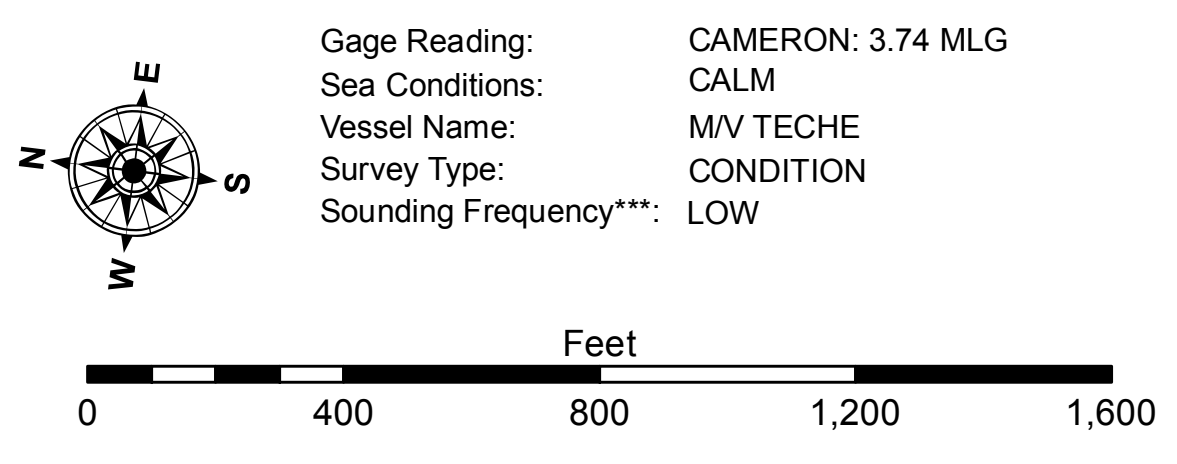 E
N
S
W
Gage Reading: CAMERON: 3.74 MLG
Sea Conditions: CALM
Vessel Name: M/V TECHE
Survey Type: CONDITION
Sounding Frequency***: LOW
Feet
0 400 800 1,200 1,600